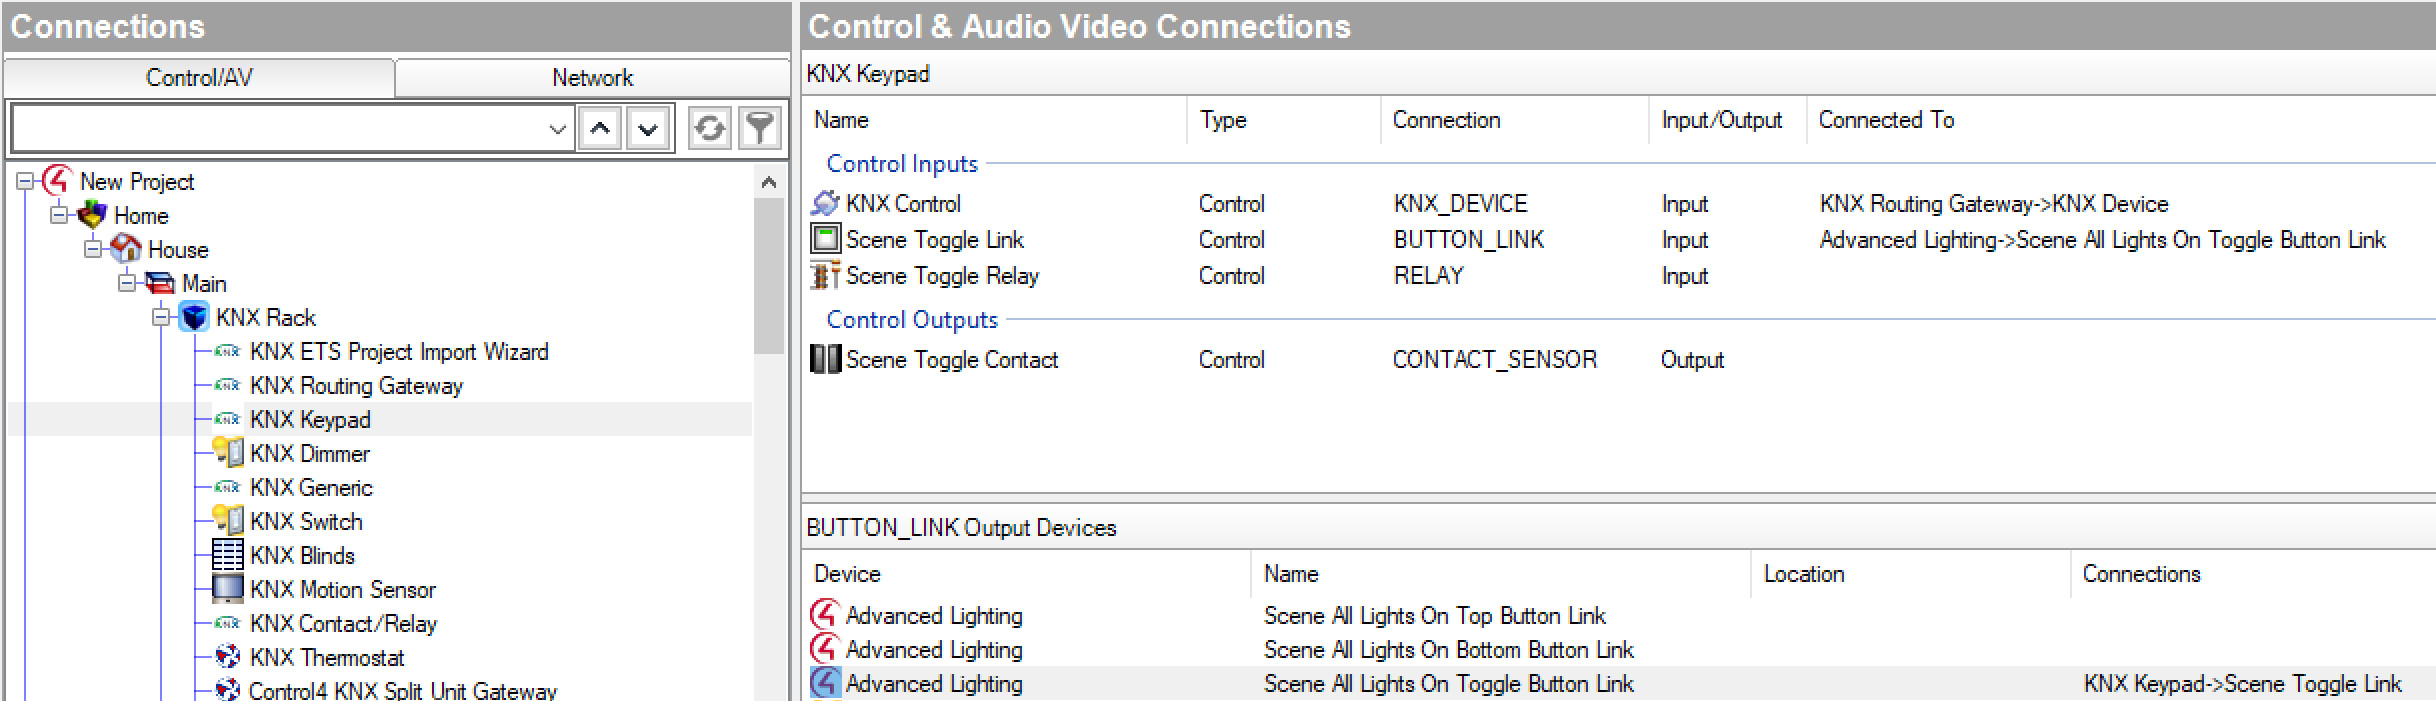 Connections
Control/AV Network
New Project
Home
House
Main
KNX Rack
KNX ETS Project Import Wizard
KNX Routing Gateway
KNX Keypad
KNX Dimmer
KNX Generic
KNX Switch
KNX Blinds
KNX Motion Sensor
KNX Contact/Relay
KNX Thermostat
Control4 KNX Split Unit Gateway
Control & Audio Video Connections
KNX Keypad
Name Type Connection Input/Output Connected To
Control Inputs
KNX Control Control KNX_DEVICE Input KNX Routing Gateway->KNX Device
Scene Toggle Link Control BUTTON_LINK Input Advanced Lighting->Scene All Lights On Toggle Button Link
Scene Toggle Relay Control RELAY Input
Control Outputs
Scene Toggle Contact Control CONTACT_SENSOR Output
BUTTON_LINK Output Devices
Device Name Location Connections
Advanced Lighting Scene All Lights On Top Button Link
Advanced Lighting Scene All Lights On Bottom Button Link
Advanced Lighting Scene All Lights On Toggle Button Link KNX Keypad->Scene Toggle Link